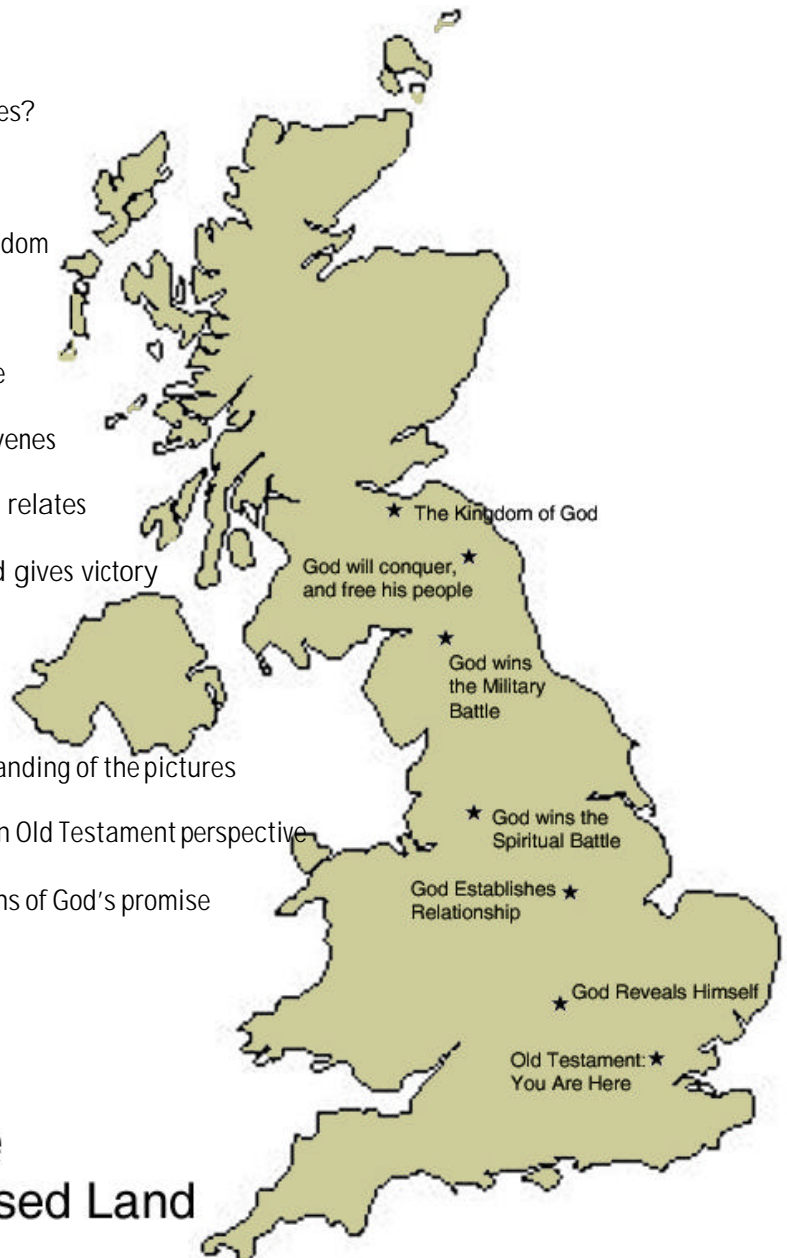 es?
dom
e
venes
relates
d gives victory
anding of the pictures
n Old Testament perspective
ns of God's promise
e
sed Land
The Kingdom of God
God will conquer,
and free his people
God wins
the Military
Battle
God wins the
Spiritual Battle
God Establishes
Relationship
God Reveals Himself
Old Testament:
You Are Here